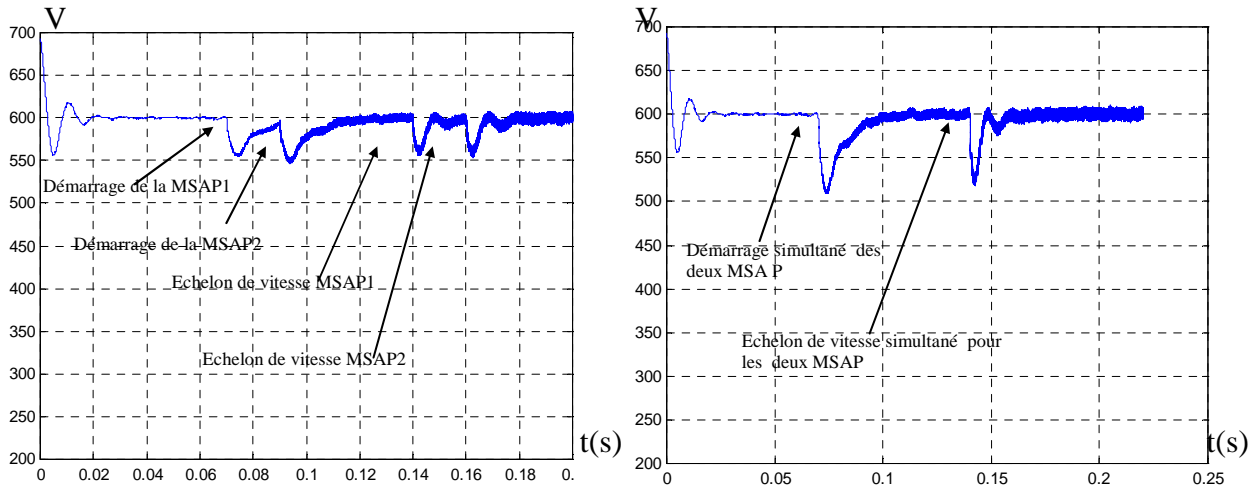 V
700
650
600
550
500
450
400
350
300
250
200
Démarrage de la MSAP1
Démarrage de la MSAP2
Echelon de vitesse MSAP1
Echelon de vitesse MSAP2
t(s)
0 0.02 0.04 0.06 0.08 0.1 0.12 0.14 0.16 0.18 0.
V
700
650
600
550
500
450
400
350
300
250
200
Démarrage simultané des
deux MSA P
Echelon de vitesse simultané pour
les deux MSAP
t(s)
0 0.05 0.1 0.15 0.2 0.25